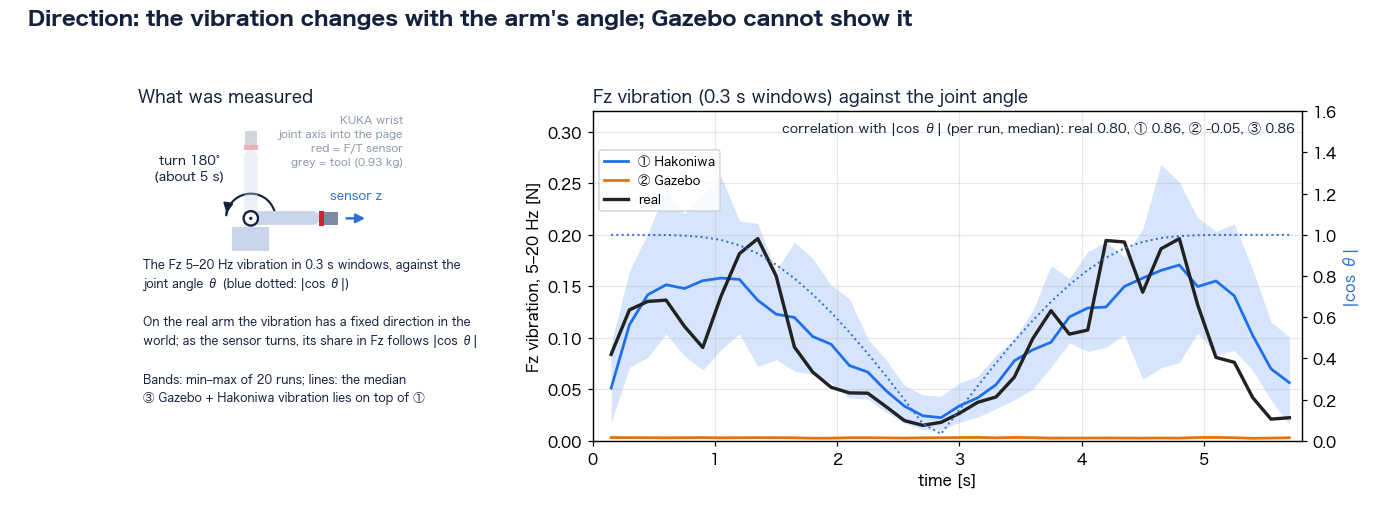 Direction: the vibration changes with the arm's angle; Gazebo cannot show it
What was measured
KUKA wrist
joint axis into the page
red = F/T sensor
grey = tool (0.93 kg)
turn 180°
(about 5 s)
sensor z
The Fz 5–20 Hz vibration in 0.3 s windows, against the
joint angle θ (blue dotted: |cos θ|)
On the real arm the vibration has a fixed direction in the
world; as the sensor turns, its share in Fz follows |cos θ|
Bands: min–max of 20 runs; lines: the median
③ Gazebo + Hakoniwa vibration lies on top of ①
Fz vibration (0.3 s windows) against the joint angle
correlation with |cos θ| (per run, median): real 0.80, ① 0.86, ② -0.05, ③ 0.86
① Hakoniwa
② Gazebo
real
Fz vibration, 5–20 Hz [N]
0.30
0.25
0.20
0.15
0.10
0.05
0.00
0
1
2
3
4
5
time [s]
1.6
1.4
1.2
1.0
0.8
0.6
0.4
0.2
0.0
|cos θ|